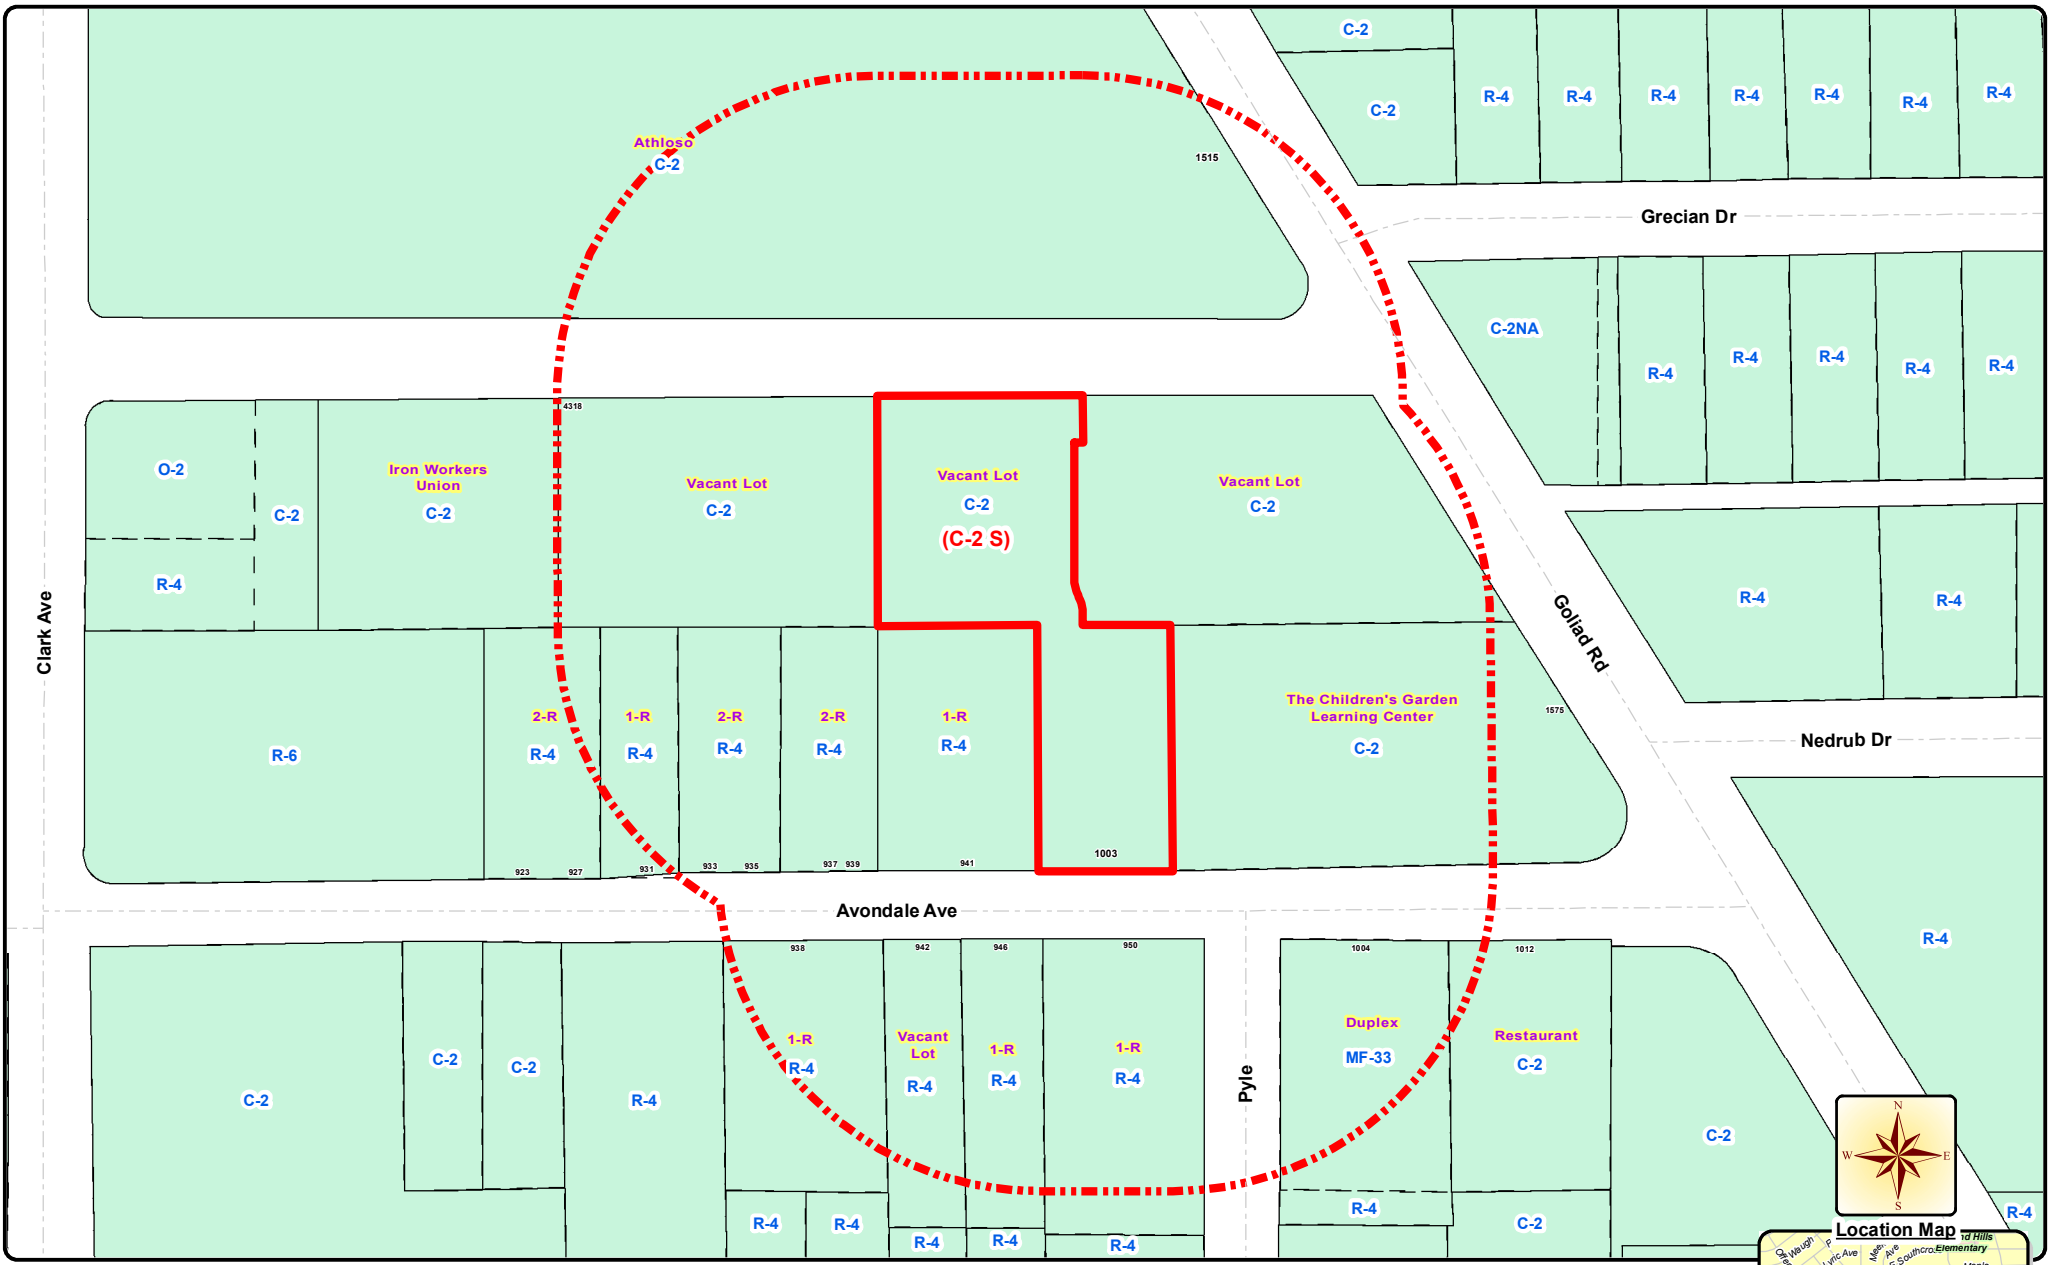 C-2
C-2
R-4
R-4
R-4
R-4
R-4
R-4
R-4
Athloso
C-2
1515
Grecian Dr
C-2NA
R-4
R-4
R-4
R-4
R-4
4318
O-2
C-2
R-4
Iron Workers
Union
C-2
Vacant Lot
C-2
Vacant Lot
C-2
(C-2 S)
Vacant Lot
C-2
Clark Ave
Goliad Rd
R-4
R-4
R-6
2-R
R-4
1-R
R-4
2-R
R-4
2-R
R-4
1-R
R-4
The Children's Garden
Learning Center
C-2
1575
Nedrub Dr
923
927
931
933
935
937
939
941
1003
Avondale Ave
R-4
938
942
946
950
1004
1012
C-2
C-2
C-2
R-4
1-R
R-4
Vacant
Lot
R-4
1-R
R-4
1-R
R-4
Pyle
Duplex
MF-33
Restaurant
C-2
C-2
N
W
E
S
R-4
R-4
R-4
R-4
R-4
R-4
C-2
R-4
Location Map
Waugh
Lyric Ave
Ave
Elementary